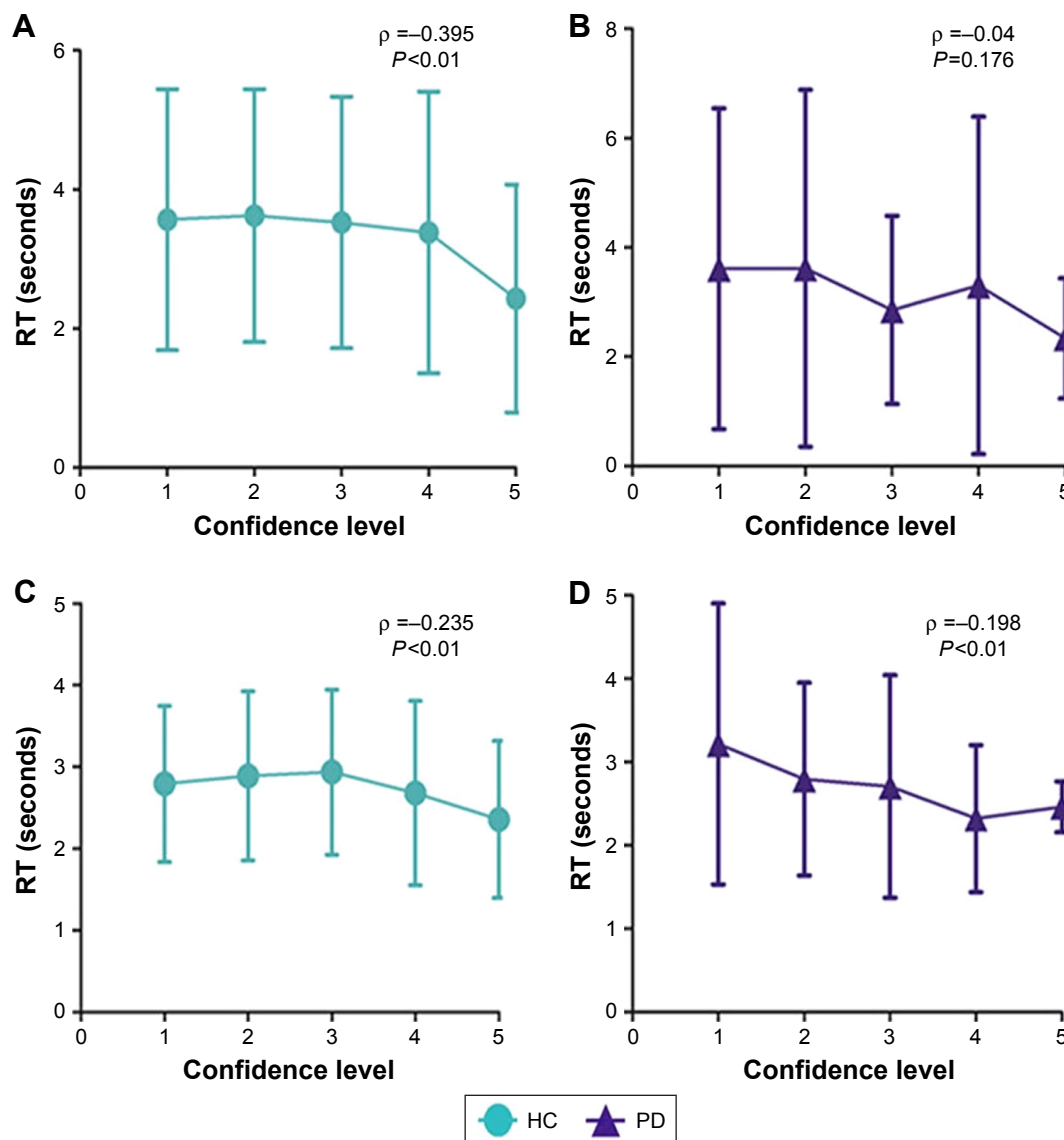 A
ρ =–0.395
P<0.01
6
4
2
0
RT (seconds)
0 1 2 3 4 5
Confidence level
B
ρ =–0.04
P=0.176
8
6
4
2
0
RT (seconds)
0 1 2 3 4 5
Confidence level
C
ρ =–0.235
P<0.01
5
4
3
2
1
0
RT (seconds)
0 1 2 3 4 5
Confidence level
D
ρ =–0.198
P<0.01
5
4
3
2
1
0
RT (seconds)
0 1 2 3 4 5
Confidence level
HC PD